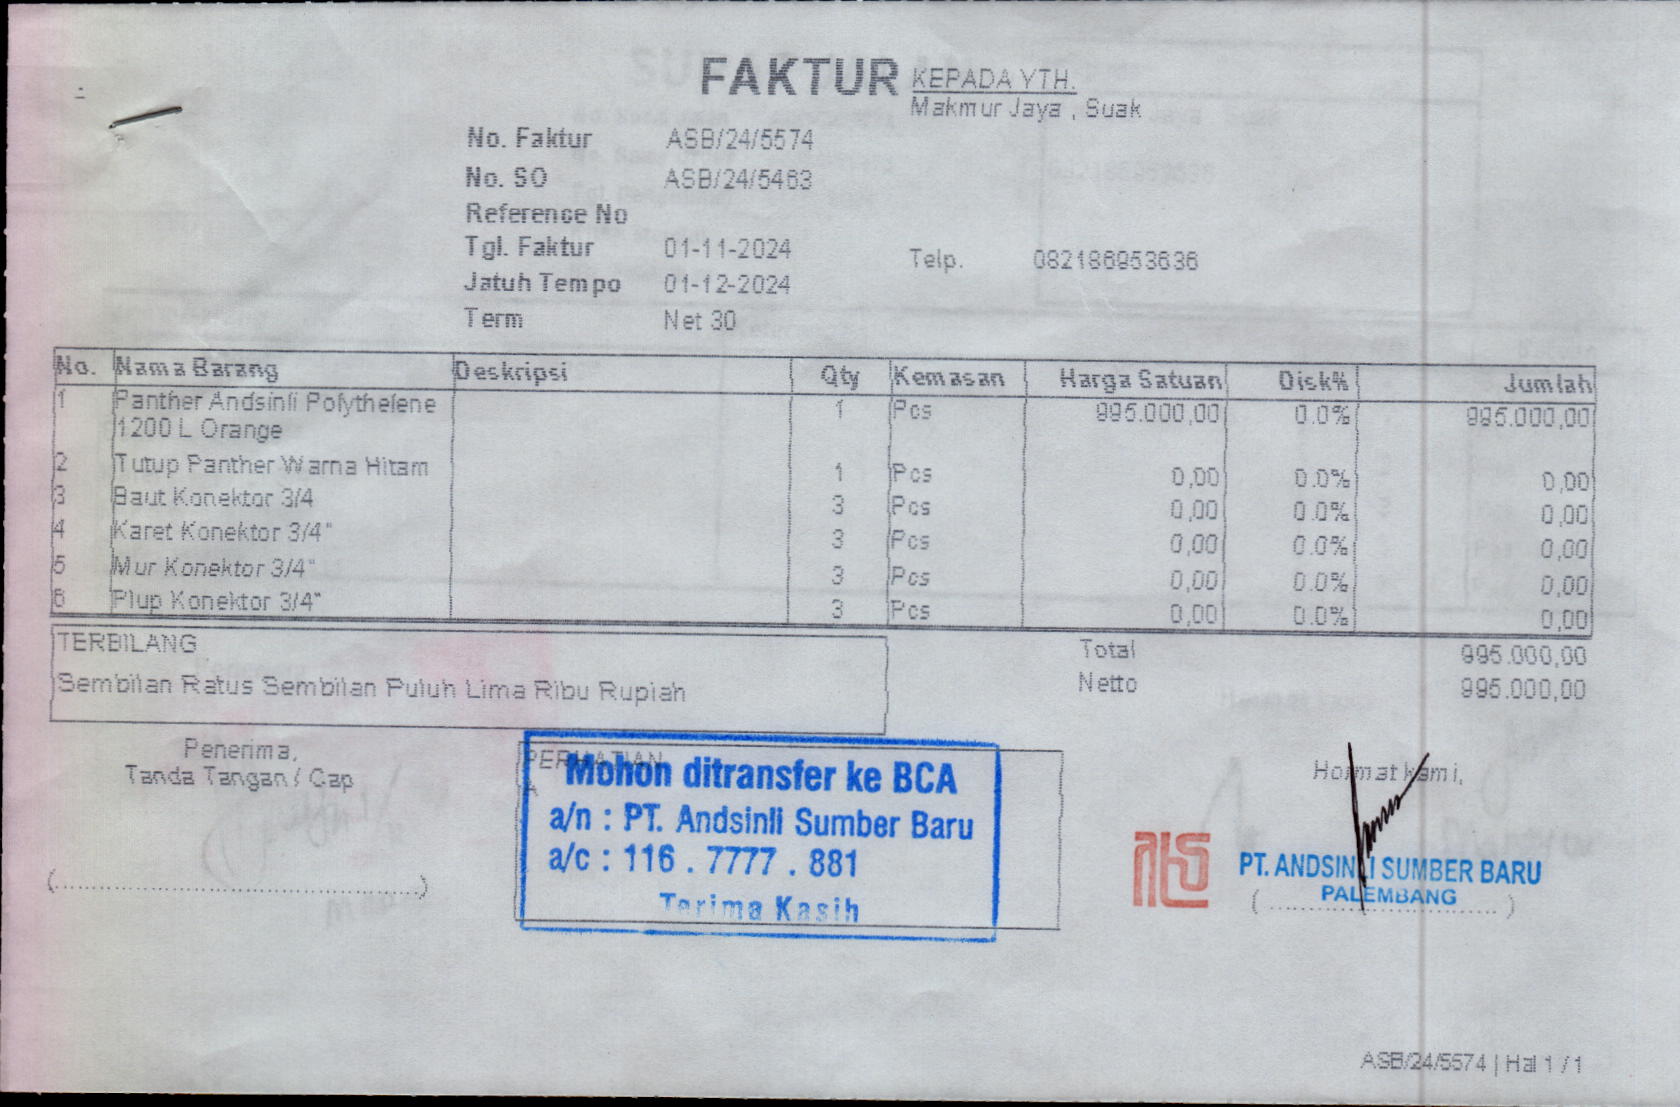 FAKTUR
KEPADA YTH.
Makmur Jaya , Suak
No. Faktur ASB/24/5574
No. SO ASB/24/5463
Reference No
Tgl. Faktur 01-11-2024
Telp. 082186953636
Jatuh Tempo 01-12-2024
Term Net 30
No. Nama Barang Deskripsi Qty Kemasan Harga Satuan Disk% Jumlah
1 Panther Andsinli Polythelene 1 Pcs 995.000,00 0.0% 995.000,00
1200 L Orange
2 Tutup Panther Warna Hitam 1 Pcs 0,00 0.0% 0,00
3 Baut Konektor 3/4 3 Pcs 0,00 0.0% 0,00
4 Karet Konektor 3/4" 3 Pcs 0,00 0.0% 0,00
5 Mur Konektor 3/4" 3 Pcs 0,00 0.0% 0,00
6 Plup Konektor 3/4" 3 Pcs 0,00 0.0% 0,00
TERBILANG
Sembilan Ratus Sembilan Puluh Lima Ribu Rupiah
Total 995.000,00
Netto 995.000,00
Penerima,
Tanda Tangan / Cap
PERHATIAN
Mohon ditransfer ke BCA
a/n : PT. Andsinli Sumber Baru
a/c : 116 . 7777 . 881
Terima Kasih
Hormat kami,
PT. ANDSINLI SUMBER BARU
PALEMBANG
ASB/24/5574 | Hal 1 / 1